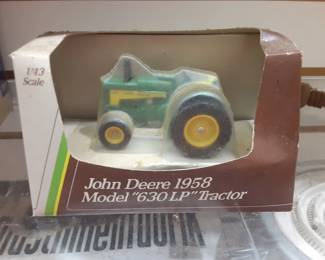 1/43
Scale
John Deere 1958
Model "630 LP" Tractor